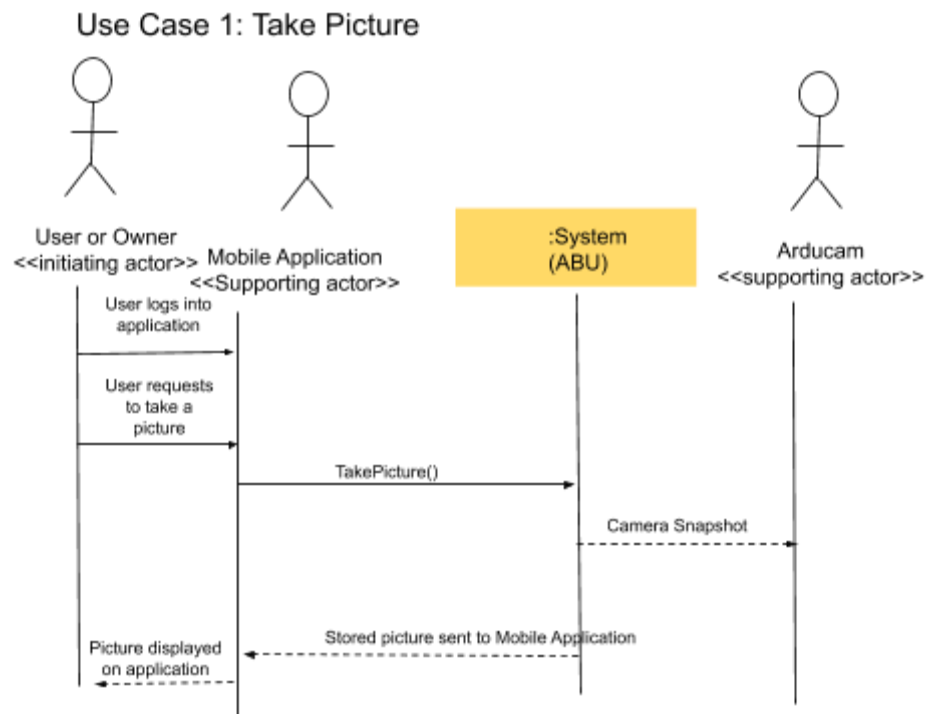 Use Case 1: Take Picture
User or Owner
<<initiating actor>>
Mobile Application
<<Supporting actor>>
:System
(ABU)
Arducam
<<supporting actor>>
User logs into
application
User requests
to take a
picture
TakePicture()
Camera Snapshot
Stored picture sent to Mobile Application
Picture displayed
on application